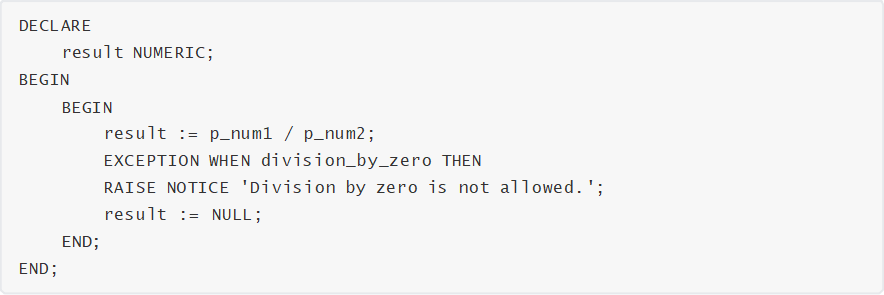 DECLARE
    result NUMERIC;
BEGIN
    BEGIN
        result := p_num1 / p_num2;
        EXCEPTION WHEN division_by_zero THEN
        RAISE NOTICE 'Division by zero is not allowed.';
        result := NULL;
    END;
END;